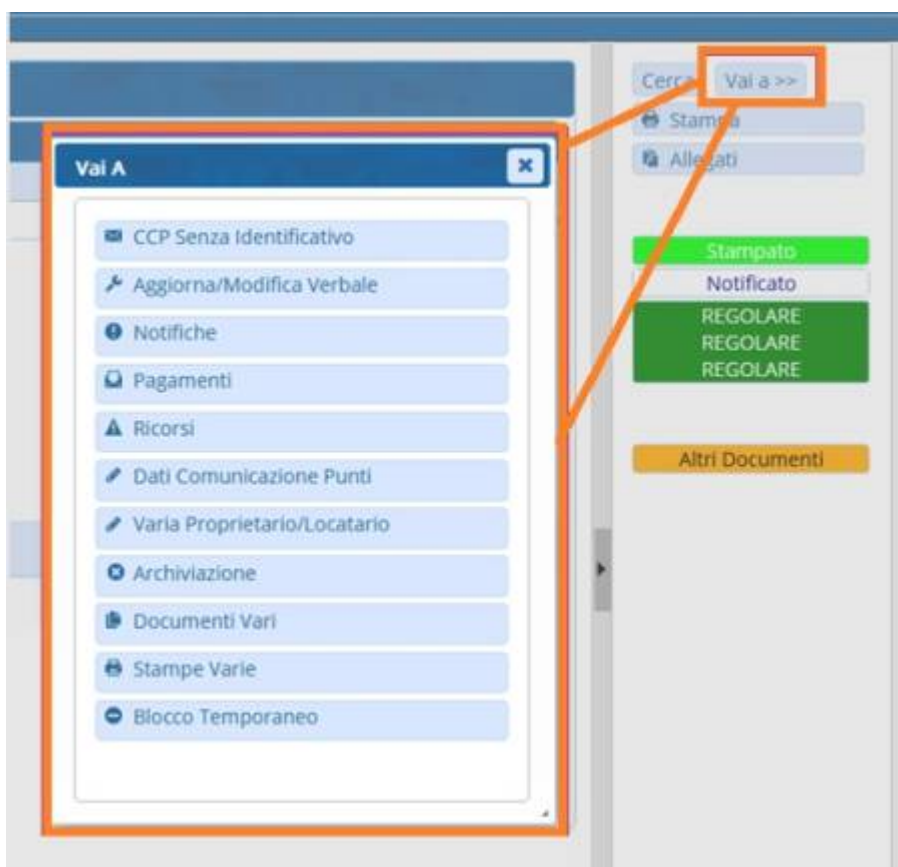 Cerca Vai a >>
Stampa
Allegati
Vai A
CCP Senza Identificativo
Aggiorna/Modifica Verbale
Notifiche
Pagamenti
Ricorsi
Dati Comunicazione Punti
Varia Proprietario/Locatario
Archiviazione
Documenti Vari
Stampe Varie
Blocco Temporaneo
Stampato
Notificato
REGOLARE
REGOLARE
REGOLARE
Altri Documenti